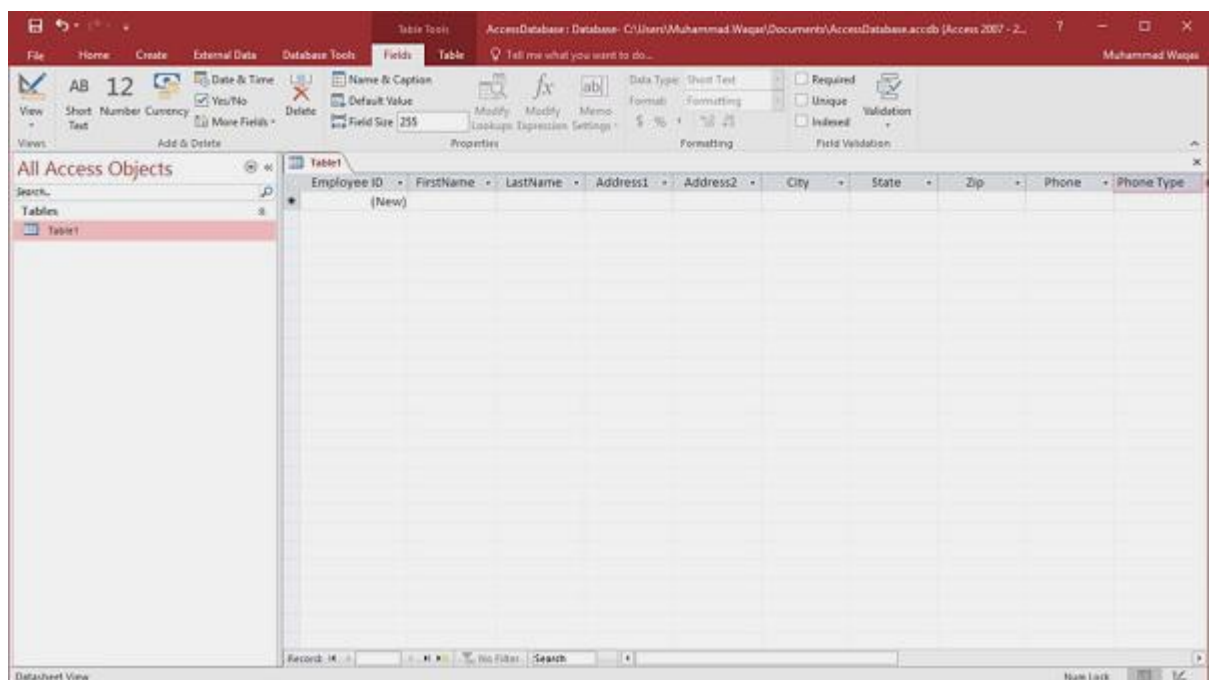 Table Tools AccessDatabase : Database- C:\Users\Muhammad Waqas\Documents\AccessDatabase.accdb (Access 2007 - 2... ?
File Home Create External Data Database Tools Fields Table Tell me what you want to do... Muhammad Waqas
View
AB Short Text
12 Number
Currency
Date & Time
Yes/No
More Fields
Delete
Name & Caption
Default Value
Field Size 255
Modify Lookups
fx Modify Expression
ab Memo Settings
Data Type: Short Text
Format: Formatting
$ %
Required
Unique
Indexed
Validation
Views Add & Delete Properties Formatting Field Validation
All Access Objects
Search...
Tables
Table1
Table1
Employee ID FirstName LastName Address1 Address2 City State Zip Phone Phone Type
(New)
Record: No Filter Search
Datasheet View Num Lock